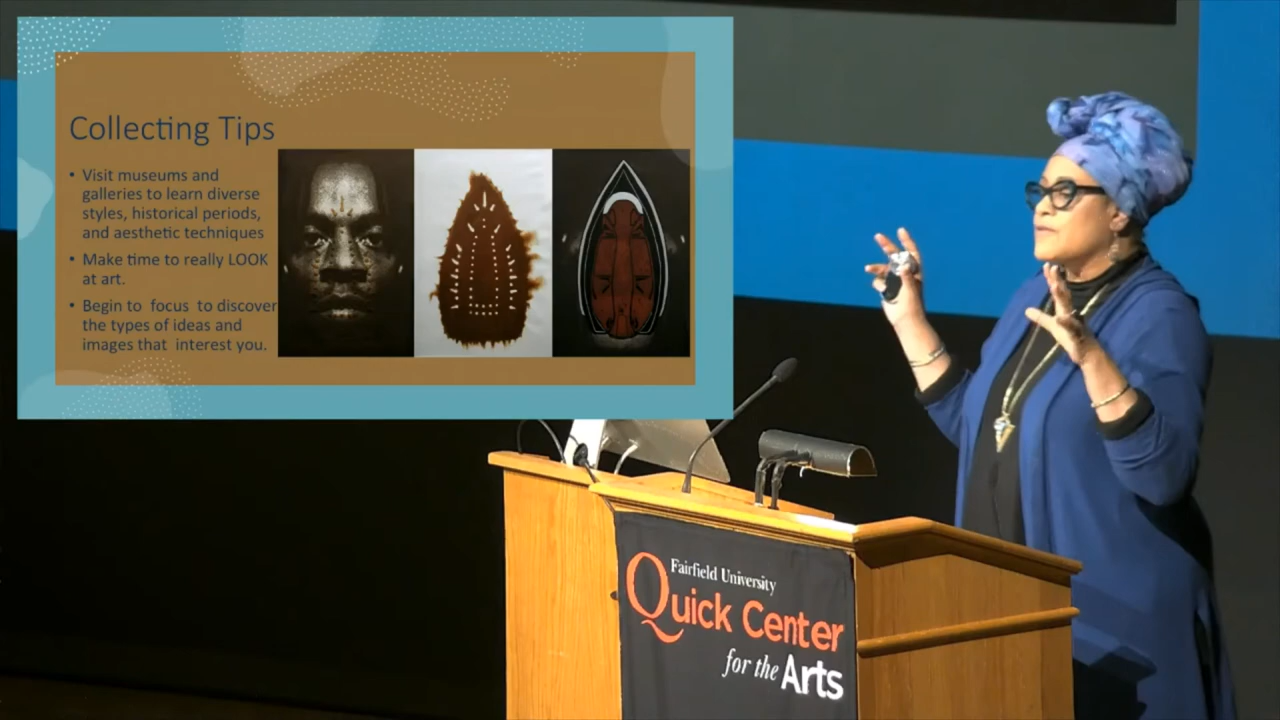 Collecting Tips
• Visit museums and
galleries to learn diverse
styles, historical periods,
and aesthetic techniques
• Make time to really LOOK
at art.
• Begin to focus to discover
the types of ideas and
images that interest you.
Fairfield University
Quick Center
for the Arts